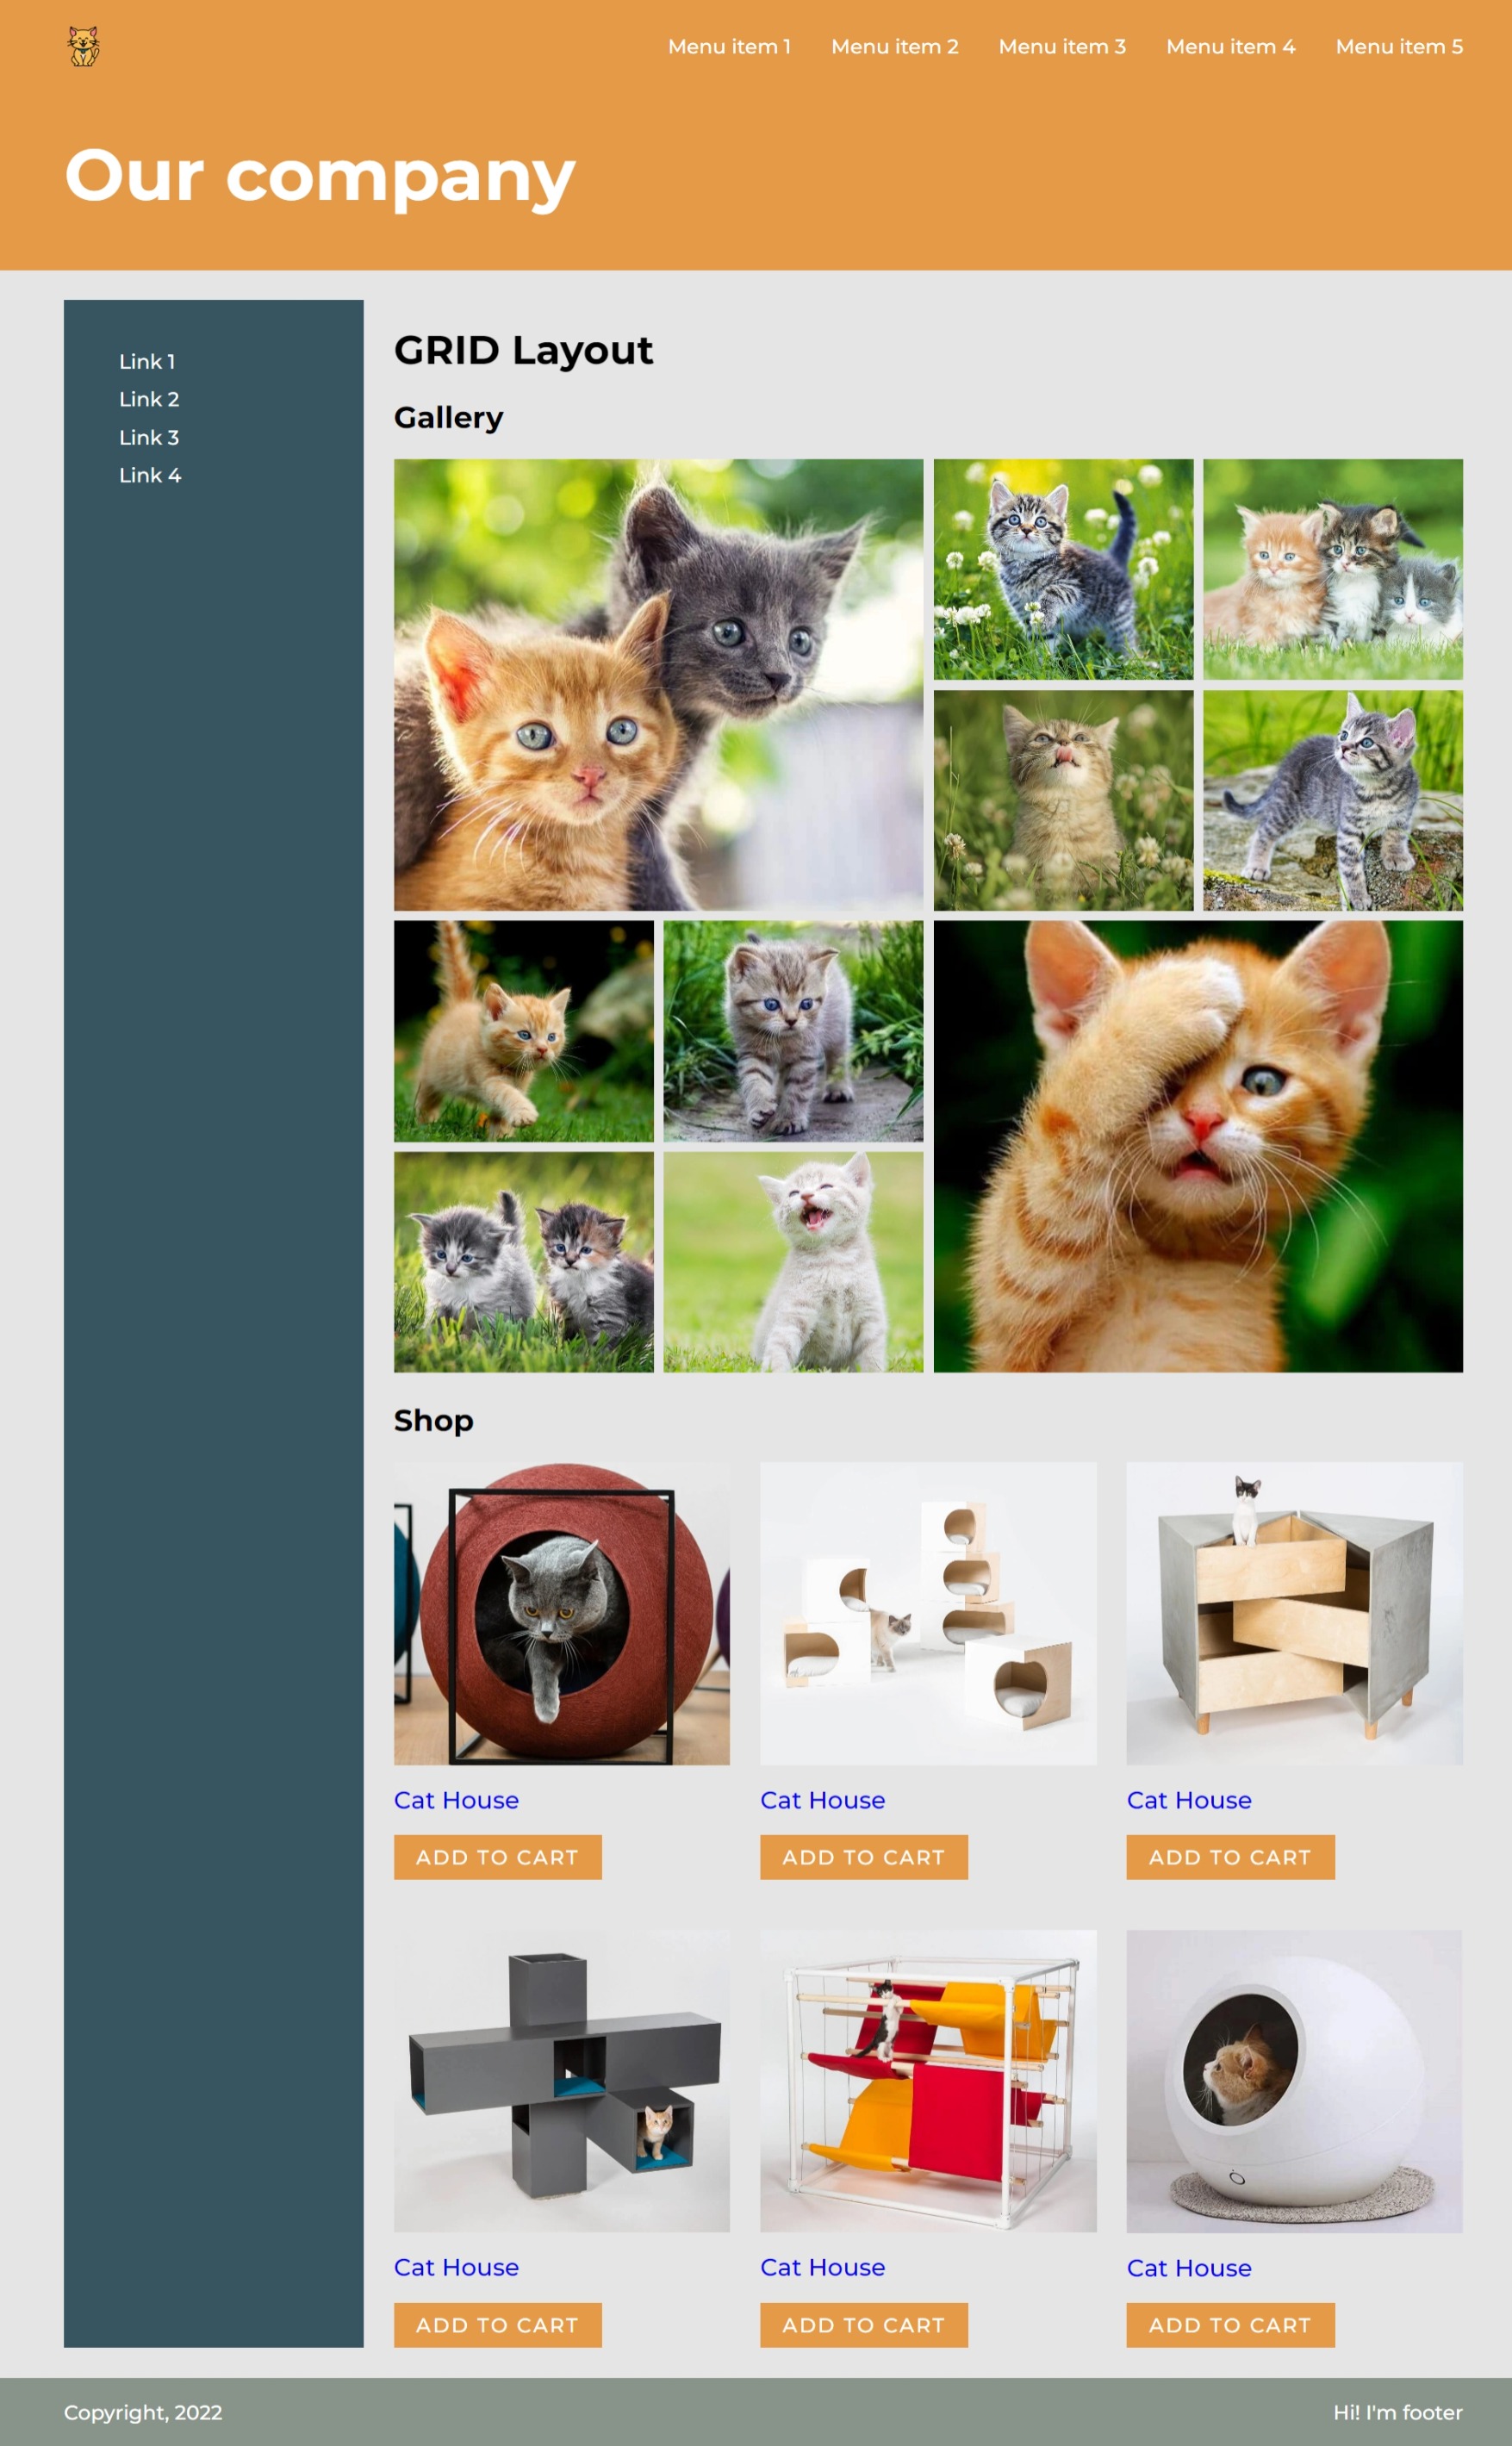 Menu item 1 Menu item 2 Menu item 3 Menu item 4 Menu item 5
Our company
Link 1
Link 2
Link 3
Link 4
GRID Layout
Gallery
Shop
Cat House
Cat House
Cat House
ADD TO CART
ADD TO CART
ADD TO CART
Cat House
Cat House
Cat House
ADD TO CART
ADD TO CART
ADD TO CART
Copyright, 2022
Hi! I'm footer